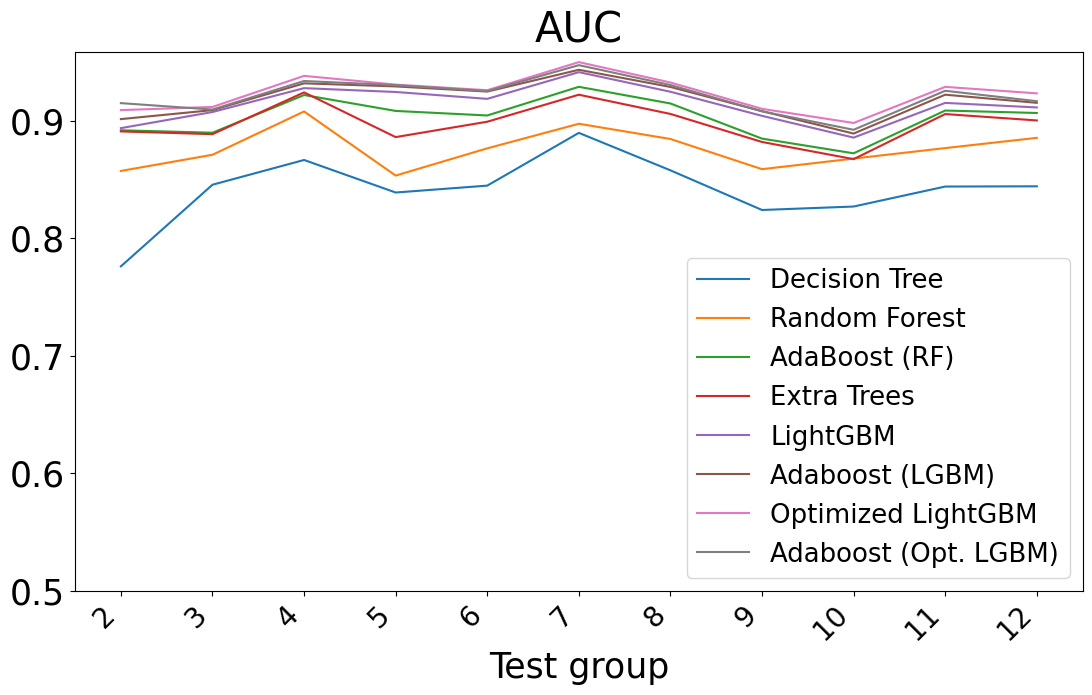 AUC
0.9
0.8
0.7
0.6
0.5
Decision Tree
Random Forest
AdaBoost (RF)
Extra Trees
LightGBM
Adaboost (LGBM)
Optimized LightGBM
Adaboost (Opt. LGBM)
2 3 4 5 6 7 8 9 10 11 12
Test group